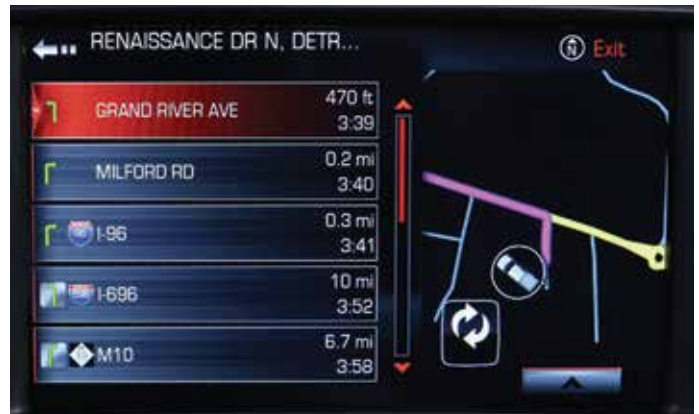 RENAISSANCE DR N, DETR...
N Exit
GRAND RIVER AVE 470 ft
3:39
MILFORD RD 0.2 mi
3:40
I-96 0.3 mi
3:41
I-696 10 mi
3:52
M10 6.7 mi
3:58